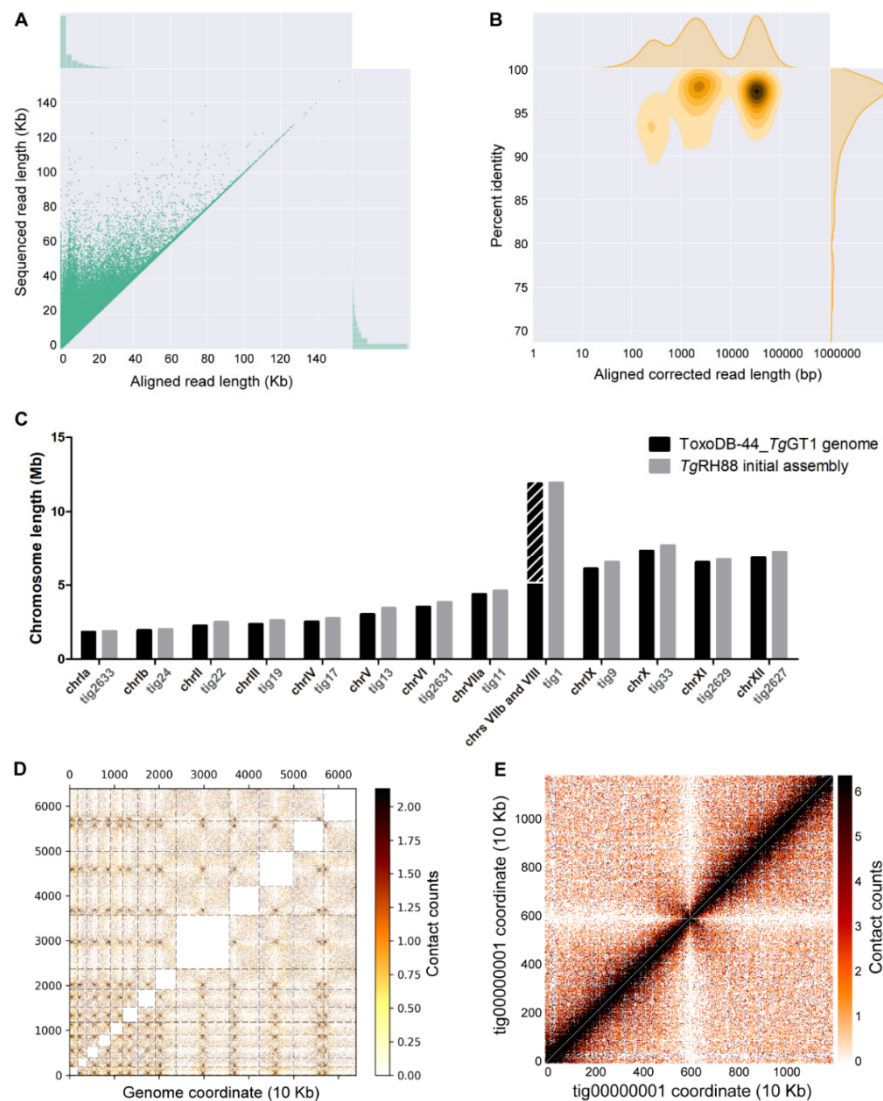 A
Sequenced read length (Kb)
140
120
100
80
60
40
20
0
0 20 40 60 80 100 120 140
Aligned read length (Kb)
B
Percent identity
100
95
90
85
80
75
70
1 10 100 1000 10000 100000 1000000
Aligned corrected read length (bp)
C
Chromosome length (Mb)
15
10
5
0
ToxoDB-44_TgGT1 genome
TgRH88 initial assembly
chrIa
tig2633
chrIb
tig24
chrII
tig22
chrIII
tig19
chrIV
tig17
chrV
tig13
chrVI
tig2631
chrVIIa
tig11
chrs VIIb and VIII
tig1
chrIX
tig9
chrX
tig33
chrXI
tig2629
chrXII
tig2627
D
0 1000 2000 3000 4000 5000 6000
6000
5000
4000
3000
2000
1000
0
Genome coordinate (10 Kb)
2.00
1.75
1.50
1.25
1.00
0.75
0.50
0.25
0.00
Contact counts
E
tig00000001 coordinate (10 Kb)
1000
800
600
400
200
0
0 200 400 600 800 1000
tig00000001 coordinate (10 Kb)
6
5
4
3
2
1
0
Contact counts